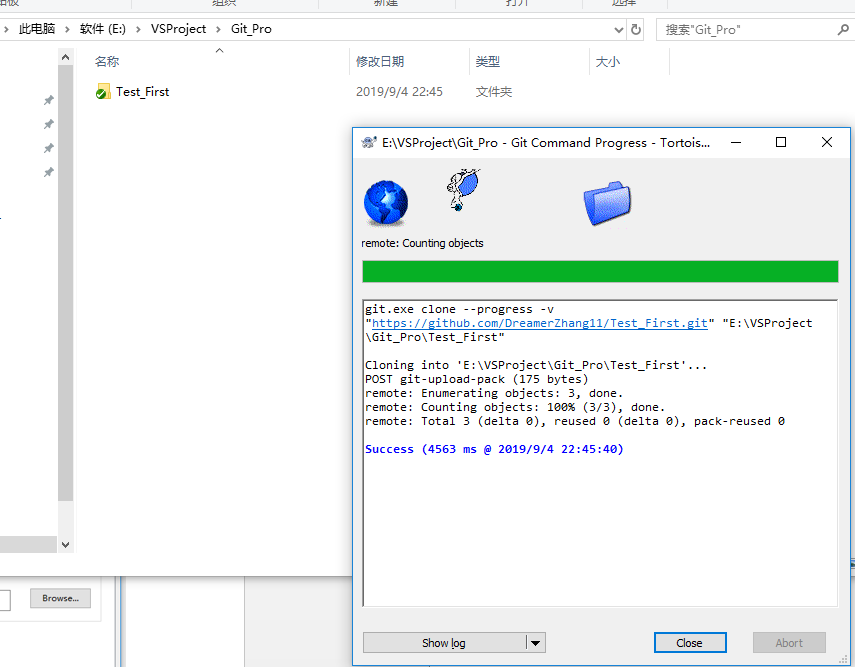 组织
新建
打开
选择
此电脑 > 软件 (E:) > VSProject > Git_Pro
搜索"Git_Pro"
名称 修改日期 类型 大小
Test_First 2019/9/4 22:45 文件夹
E:\VSProject\Git_Pro - Git Command Progress - Tortois...
remote: Counting objects
git.exe clone --progress -v
"https://github.com/DreamerZhang11/Test_First.git" "E:\VSProject
\Git_Pro\Test_First"
Cloning into 'E:\VSProject\Git_Pro\Test_First'...
POST git-upload-pack (175 bytes)
remote: Enumerating objects: 3, done.
remote: Counting objects: 100% (3/3), done.
remote: Total 3 (delta 0), reused 0 (delta 0), pack-reused 0
Success (4563 ms @ 2019/9/4 22:45:40)
Browse...
Show log
Close
Abort